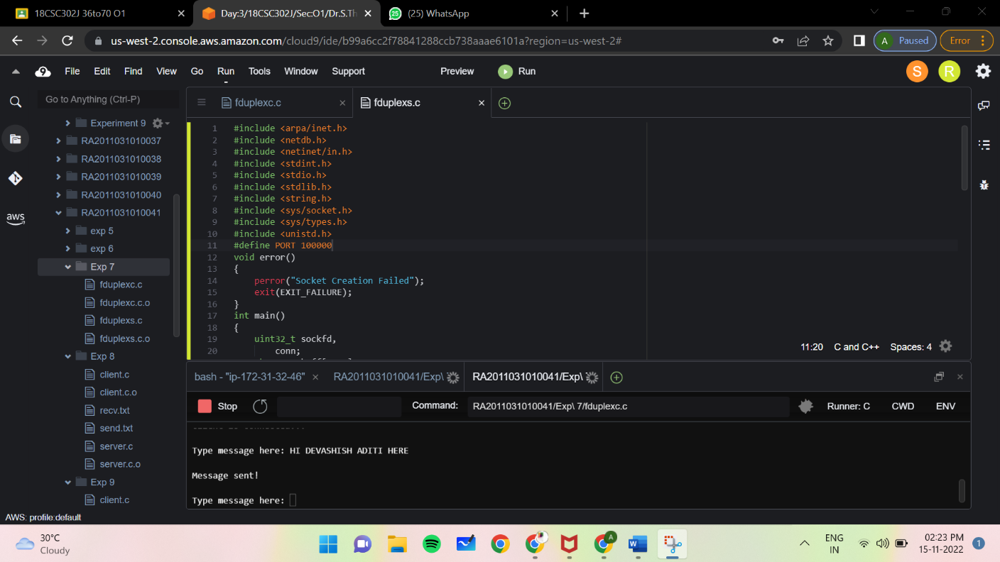 18CSC302J 36to70 O1
Day:3/18CSC302J/Sec:O1/Dr.S.Th
25
(25) WhatsApp
us-west-2.console.aws.amazon.com/cloud9/ide/b99a6cc2f78841288ccb738aaae6101a?region=us-west-2#
A Paused
Error
9 File Edit Find View Go Run Tools Window Support Preview Run
S R
Go to Anything (Ctrl-P)
fduplexc.c
fduplexs.c
aws
Experiment 9
RA2011031010037
RA2011031010038
RA2011031010039
RA2011031010040
RA2011031010041
exp 5
exp 6
Exp 7
fduplexc.c
fduplexc.c.o
fduplexs.c
fduplexs.c.o
Exp 8
client.c
client.c.o
recv.txt
send.txt
server.c
server.c.o
Exp 9
client.c
1 #include <arpa/inet.h>
2 #include <netdb.h>
3 #include <netinet/in.h>
4 #include <stdint.h>
5 #include <stdio.h>
6 #include <stdlib.h>
7 #include <string.h>
8 #include <sys/socket.h>
9 #include <sys/types.h>
10 #include <unistd.h>
11 #define PORT 100000
12 void error()
13 {
14 perror("Socket Creation Failed");
15 exit(EXIT_FAILURE);
16 }
17 int main()
18 {
19 uint32_t sockfd,
20 conn;
11:20 C and C++ Spaces: 4
bash - "ip-172-31-32-46"
RA2011031010041/Exp\
RA2011031010041/Exp\ 7
Stop
Command: RA2011031010041/Exp\ 7/fduplexc.c
Runner: C CWD ENV
Type message here: HI DEVASHISH ADITI HERE
Message sent!
Type message here:
AWS: profile:default
30°C
Cloudy
A
ENG
IN
02:23 PM
15-11-2022
1